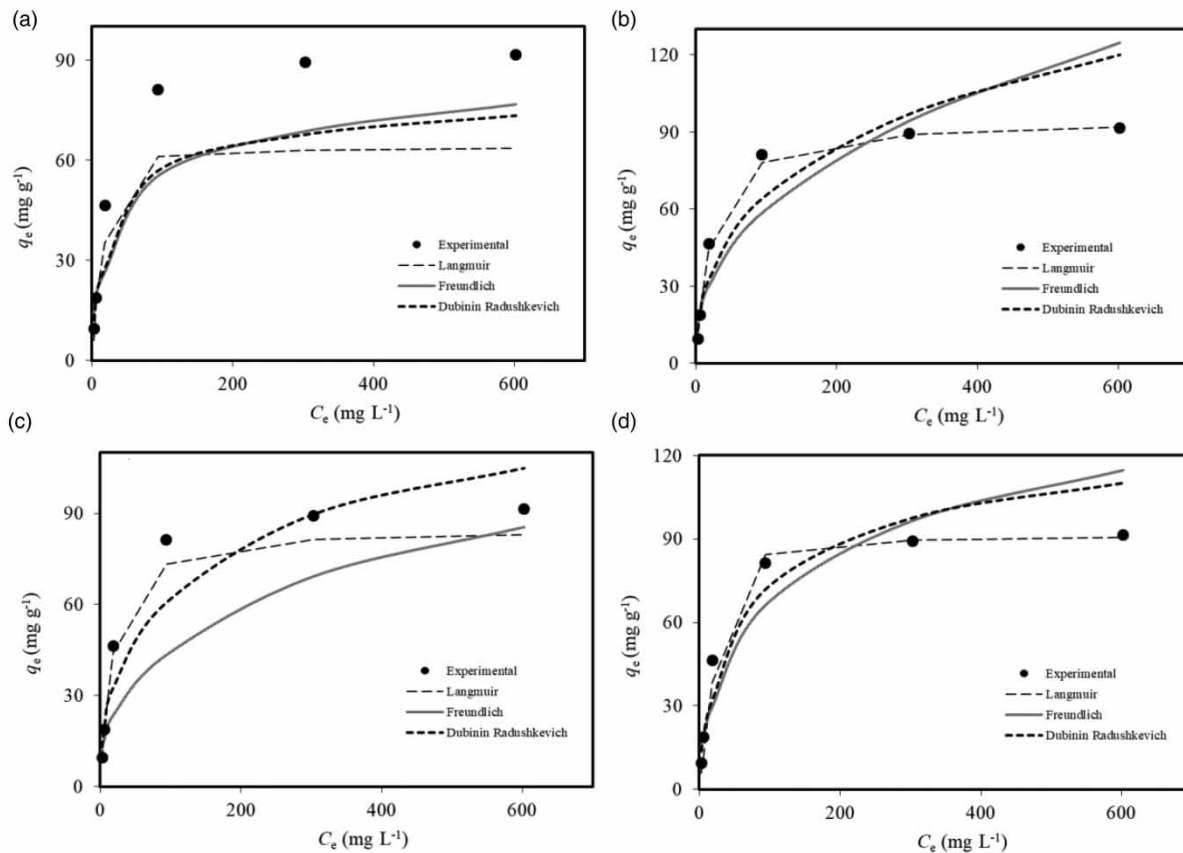 (a)
90
60
30
0
qe (mg g-1)
Experimental
Langmuir
Freundlich
Dubinin Radushkevich
0
200
400
600
Ce (mg L-1)
(b)
120
90
60
30
0
qe (mg g-1)
Experimental
Langmuir
Freundlich
Dubinin Radushkevich
0
200
400
600
Ce (mg L-1)
(c)
90
60
30
0
qe (mg g-1)
Experimental
Langmuir
Freundlich
Dubinin Radushkevich
0
200
400
600
Ce (mg L-1)
(d)
120
90
60
30
0
qe (mg g-1)
Experimental
Langmuir
Freundlich
Dubinin Radushkevich
0
200
400
600
Ce (mg L-1)